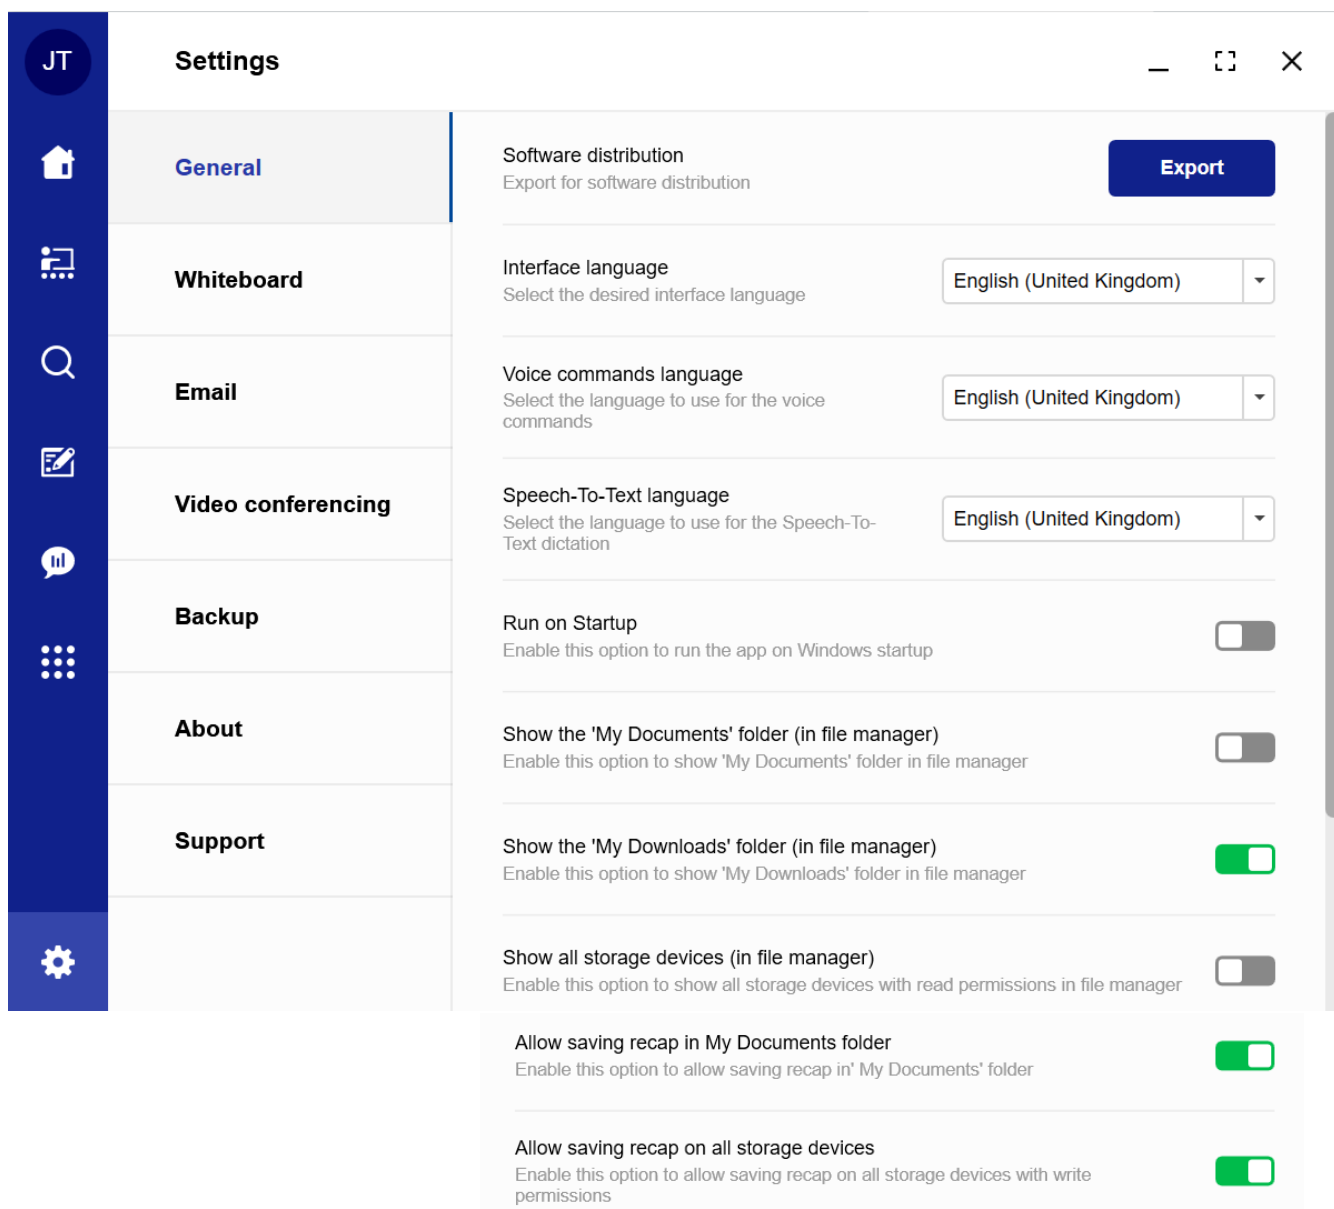 JT
Settings
General
Whiteboard
Email
Video conferencing
Backup
About
Support
Software distribution
Export for software distribution
Export
Interface language
Select the desired interface language
English (United Kingdom)
Voice commands language
Select the language to use for the voice
commands
English (United Kingdom)
Speech-To-Text language
Select the language to use for the Speech-To-
Text dictation
English (United Kingdom)
Run on Startup
Enable this option to run the app on Windows startup
Show the 'My Documents' folder (in file manager)
Enable this option to show 'My Documents' folder in file manager
Show the 'My Downloads' folder (in file manager)
Enable this option to show 'My Downloads' folder in file manager
Show all storage devices (in file manager)
Enable this option to show all storage devices with read permissions in file manager
Allow saving recap in My Documents folder
Enable this option to allow saving recap in' My Documents' folder
Allow saving recap on all storage devices
Enable this option to allow saving recap on all storage devices with write
permissions